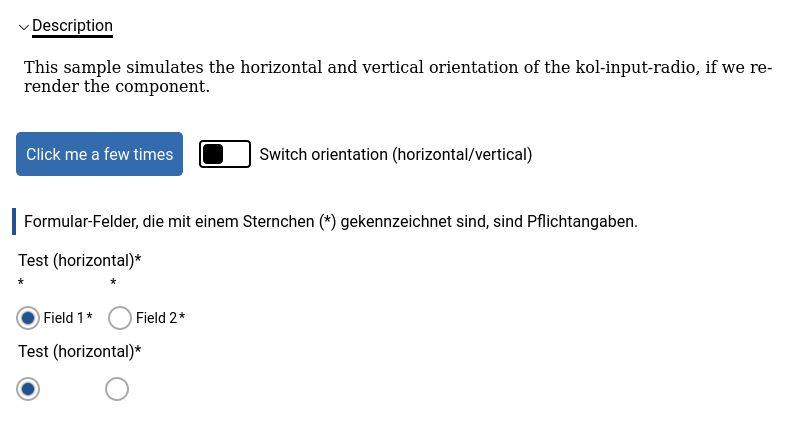 Description
This sample simulates the horizontal and vertical orientation of the kol-input-radio, if we re-
render the component.
Click me a few times Switch orientation (horizontal/vertical)
Formular-Felder, die mit einem Sternchen (*) gekennzeichnet sind, sind Pflichtangaben.
Test (horizontal)*
* *
Field 1* Field 2*
Test (horizontal)*